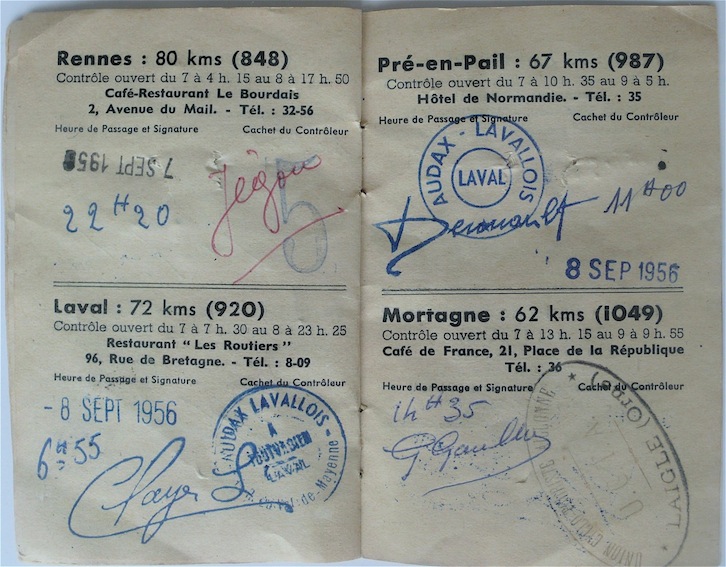 Rennes : 80 kms (848)
Contrôle ouvert du 7 à 4 h. 15 au 8 à 17 h. 50
Café-Restaurant Le Bourdais
2, Avenue du Mail. - Tél. : 32-56
Heure de Passage et Signature Cachet du Contrôleur
7 SEPT 1956
22 H 20
5
Laval : 72 kms (920)
Contrôle ouvert du 7 à 7 h. 30 au 8 à 23 h. 25
Restaurant “ Les Routiers ”
96, Rue de Bretagne. - Tél. : 8-09
Heure de Passage et Signature Cachet du Contrôleur
- 8 SEPT 1956
6 H 55
AUDAX LAVALLOIS
LAVAL
de-Mayenne
Pré-en-Pail : 67 kms (987)
Contrôle ouvert du 7 à 10 h. 35 au 9 à 5 h.
Hôtel de Normandie. - Tél. : 35
Heure de Passage et Signature Cachet du Contrôleur
AUDAX - LAVALLOIS
LAVAL
11 H 00
8 SEP 1956
Mortagne : 62 kms (1049)
Contrôle ouvert du 7 à 13 h. 15 au 9 à 9 h. 55
Café de France, 21, Place de la République
Tél. : 36
Heure de Passage et Signature Cachet du Contrôleur
14 H 35
UNION
L'AIGLE (Orne)